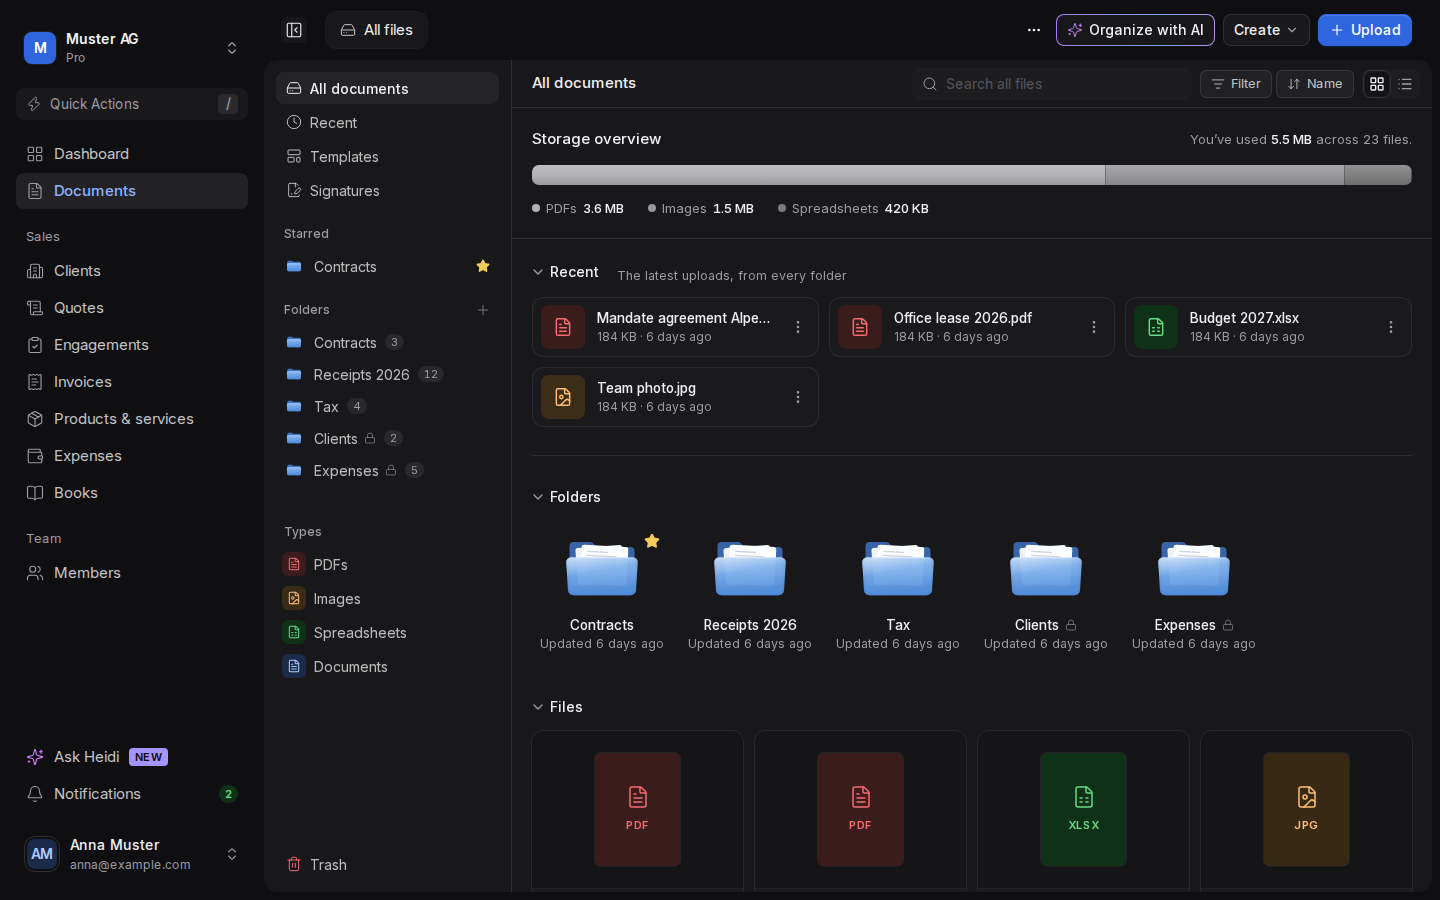 Muster AG
Pro
Quick Actions /
Dashboard
Documents
Sales
Clients
Quotes
Engagements
Invoices
Products & services
Expenses
Books
Team
Members
Ask Heidi NEW
Notifications 2
AM Anna Muster
anna@example.com
M
All files
Organize with AI
Create
Upload
All documents
Recent
Templates
Signatures
Starred
Contracts
Folders
Contracts 3
Receipts 2026 12
Tax 4
Clients 2
Expenses 5
Types
PDFs
Images
Spreadsheets
Documents
Trash
All documents
Search all files
Filter
Name
Storage overview
You've used 5.5 MB across 23 files.
PDFs 3.6 MB Images 1.5 MB Spreadsheets 420 KB
Recent The latest uploads, from every folder
Mandate agreement Alpe...
184 KB · 6 days ago
Office lease 2026.pdf
184 KB · 6 days ago
Budget 2027.xlsx
184 KB · 6 days ago
Team photo.jpg
184 KB · 6 days ago
Folders
Contracts
Updated 6 days ago
Receipts 2026
Updated 6 days ago
Tax
Updated 6 days ago
Clients
Updated 6 days ago
Expenses
Updated 6 days ago
Files
PDF
PDF
XLSX
JPG